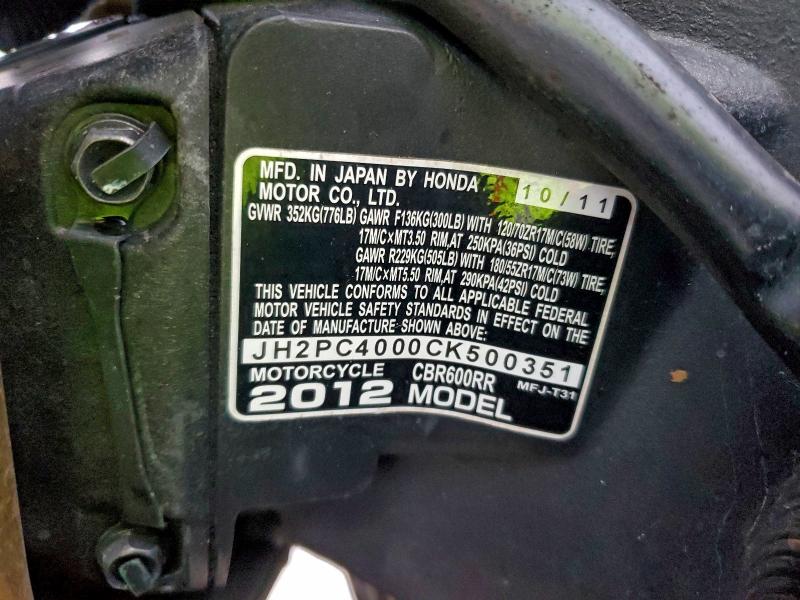 MFD. IN JAPAN BY HONDA 10/11
MOTOR CO., LTD.
GVWR 352KG(776LB) GAWR F136KG(300LB) WITH 120/70ZR17M/C(58W) TIRE,
17M/C×MT3.50 RIM,AT 250KPA(36PSI) COLD
GAWR R229KG(505LB) WITH 180/55ZR17M/C(73W) TIRE,
17M/C×MT5.50 RIM,AT 290KPA(42PSI) COLD
THIS VEHICLE CONFORMS TO ALL APPLICABLE FEDERAL
MOTOR VEHICLE SAFETY STANDARDS IN EFFECT ON THE
DATE OF MANUFACTURE SHOWN ABOVE:
JH2PC4000CK500351
MOTORCYCLE CBR600RR MFJ-T31
2012 MODEL